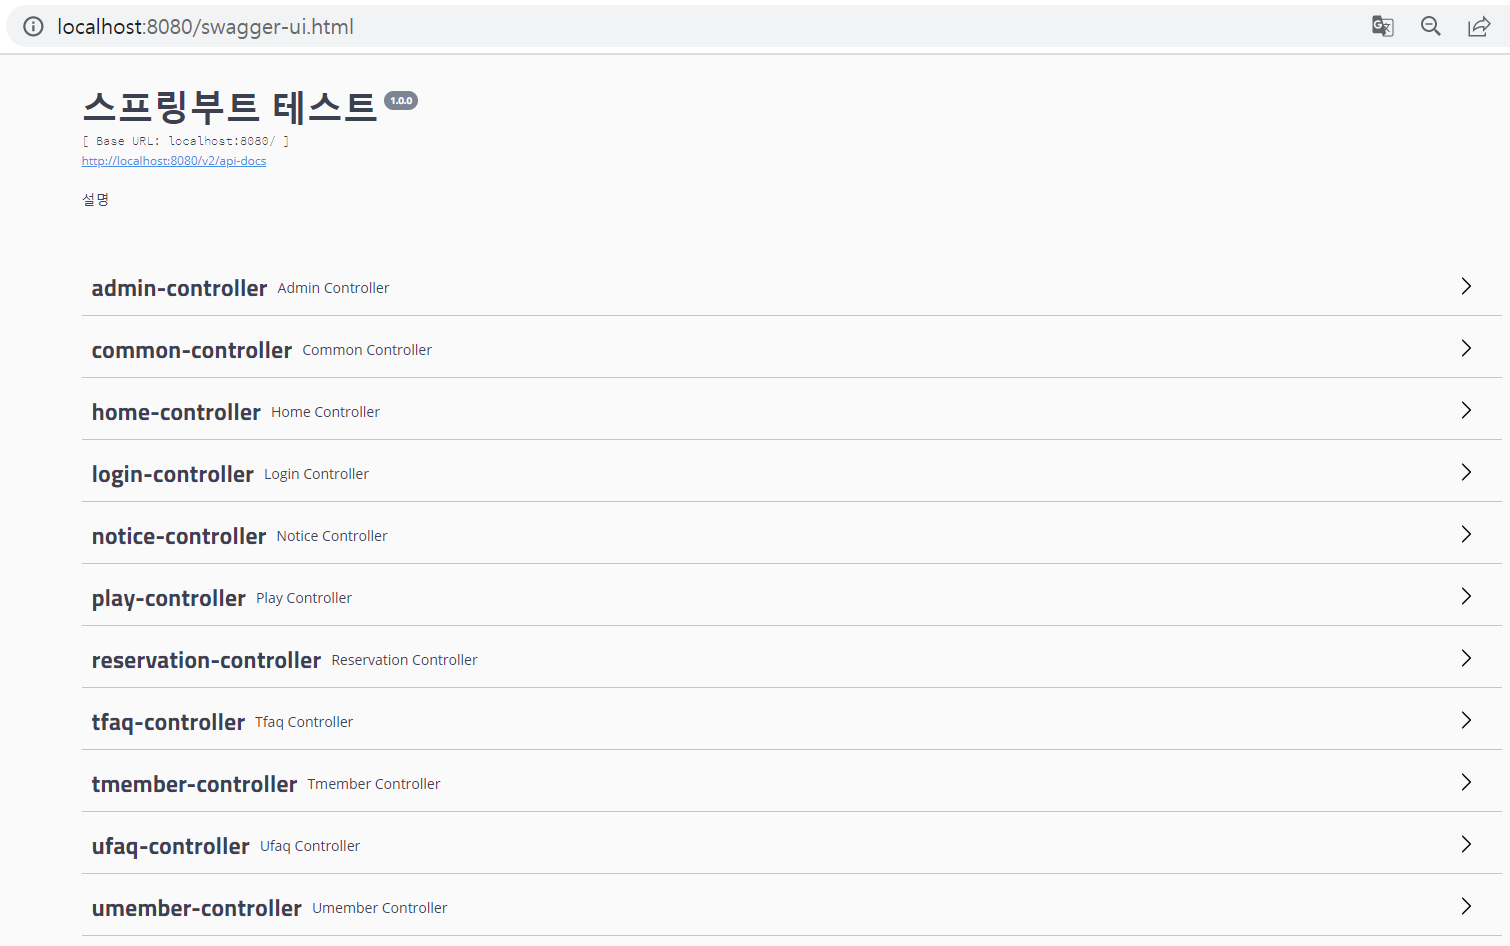 localhost:8080/swagger-ui.html
스프링부트 테스트 1.0.0
[ Base URL: localhost:8080/ ]
http://localhost:8080/v2/api-docs
설명
admin-controller Admin Controller
common-controller Common Controller
home-controller Home Controller
login-controller Login Controller
notice-controller Notice Controller
play-controller Play Controller
reservation-controller Reservation Controller
tfaq-controller Tfaq Controller
tmember-controller Tmember Controller
ufaq-controller Ufaq Controller
umember-controller Umember Controller